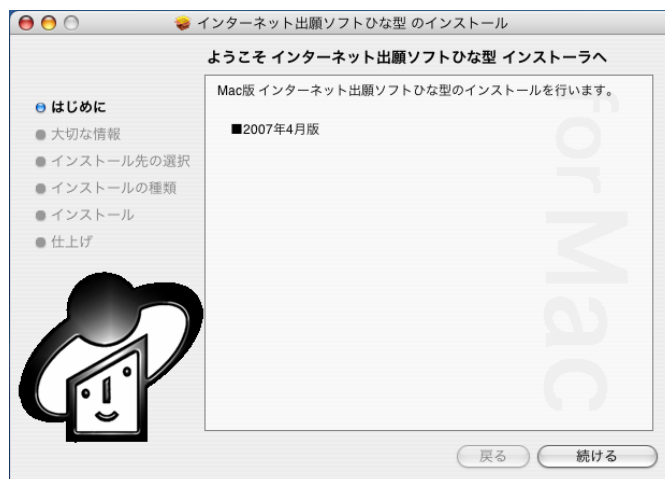 インターネット出願ソフトひな型 のインストール
ようこそ インターネット出願ソフトひな型 インストーラへ
はじめに
大切な情報
インストール先の選択
インストールの種類
インストール
仕上げ
Mac版 インターネット出願ソフトひな型のインストールを行います。
■2007年4月版
for Mac
戻る
続ける